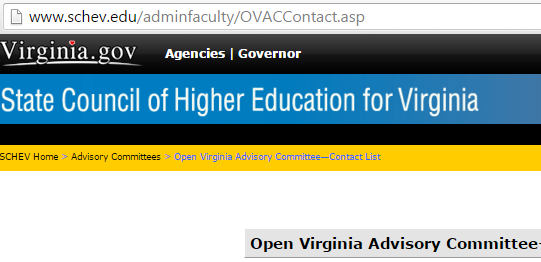 www.schev.edu/adminfaculty/OVACContact.asp
Virginia.gov Agencies | Governor
State Council of Higher Education for Virginia
SCHEV Home > Advisory Committees > Open Virginia Advisory Committee—Contact List
Open Virginia Advisory Committee-